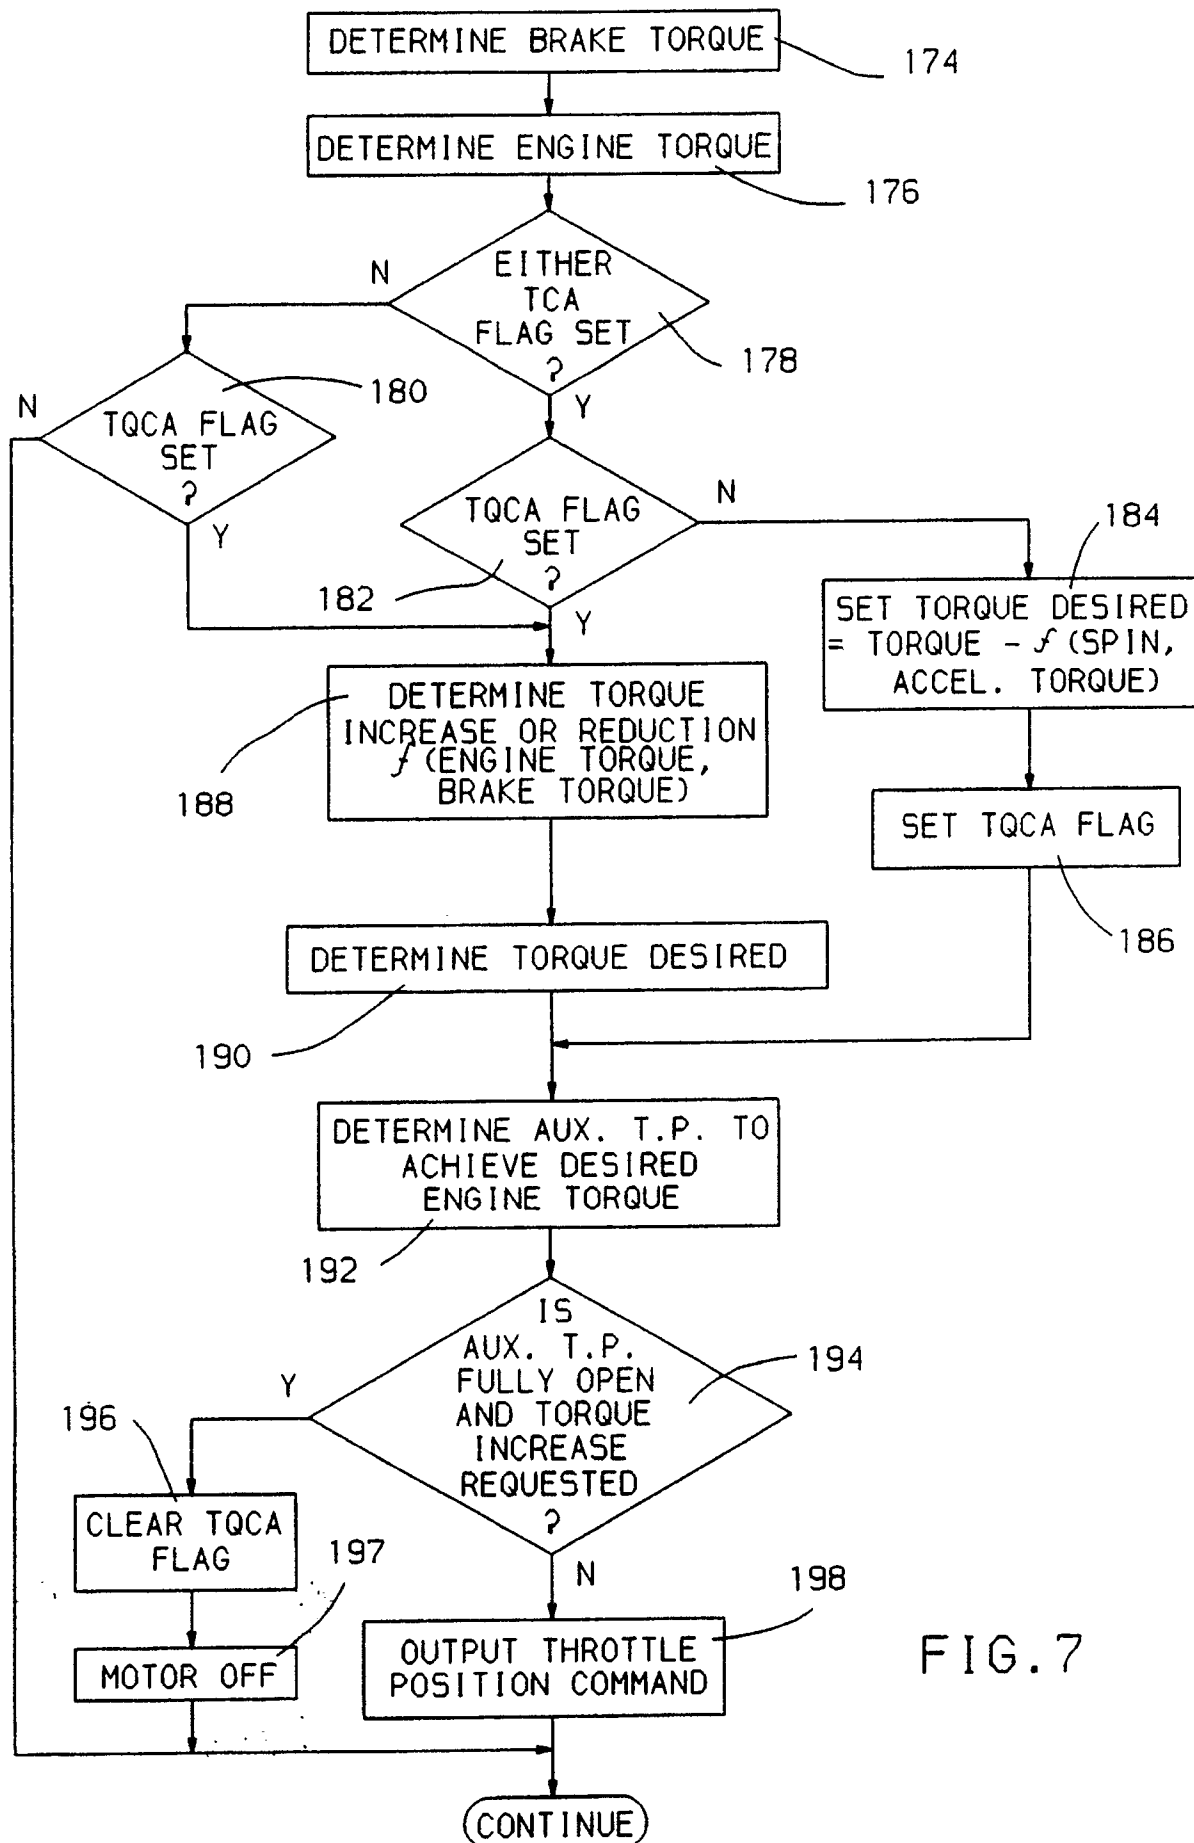 DETERMINE BRAKE TORQUE
174
DETERMINE ENGINE TORQUE
176
EITHER
TCA
FLAG SET
?
N
178
Y
180
N
TQCA FLAG
SET
?
Y
TQCA FLAG
SET
?
N
182
Y
184
SET TORQUE DESIRED
= TORQUE - f (SPIN,
ACCEL. TORQUE)
DETERMINE TORQUE
INCREASE OR REDUCTION
f (ENGINE TORQUE,
BRAKE TORQUE)
188
SET TQCA FLAG
186
DETERMINE TORQUE DESIRED
190
DETERMINE AUX. T.P. TO
ACHIEVE DESIRED
ENGINE TORQUE
192
IS
AUX. T.P.
FULLY OPEN
AND TORQUE
INCREASE
REQUESTED
?
194
Y
196
CLEAR TQCA
FLAG
197
N
198
MOTOR OFF
OUTPUT THROTTLE
POSITION COMMAND
FIG.7
CONTINUE